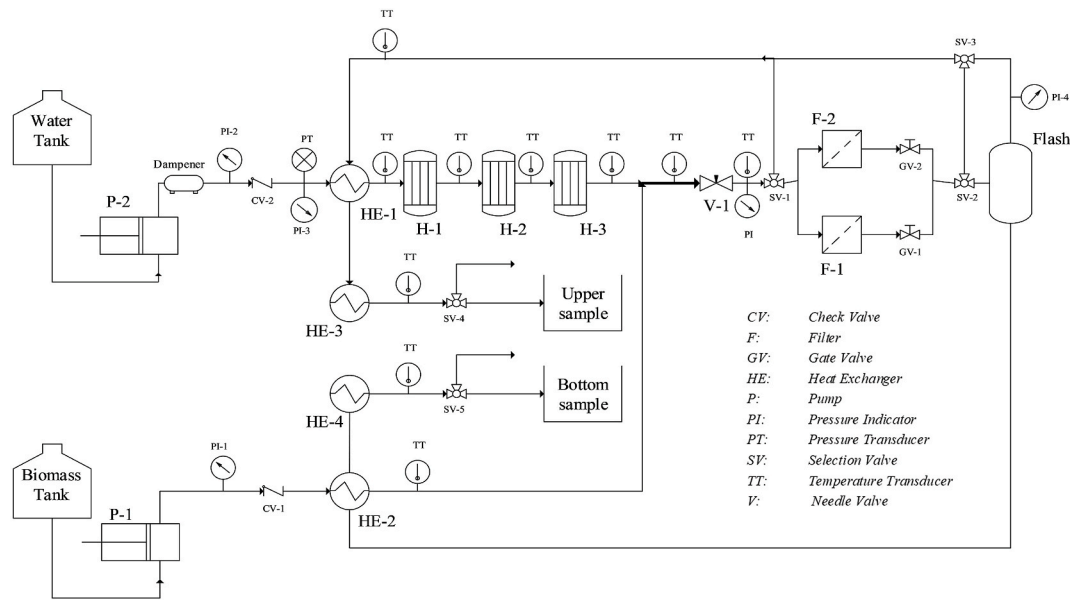 TT
SV-3
PI-4
Water
Tank
PI-2
PT
TT
TT
TT
TT
TT
TT
F-2
Flash
Dampener
P-2
CV-2
PI-3
HE-1
H-1
H-2
H-3
V-1
PI
SV-1
GV-2
SV-2
F-1
GV-1
TT
HE-3
SV-4
Upper
sample
TT
HE-4
SV-5
Bottom
sample
CV: Check Valve
F: Filter
GV: Gate Valve
HE: Heat Exchanger
P: Pump
PI: Pressure Indicator
PT: Pressure Transducer
SV: Selection Valve
TT: Temperature Transducer
V: Needle Valve
Biomass
Tank
PI-1
TT
P-1
CV-1
HE-2